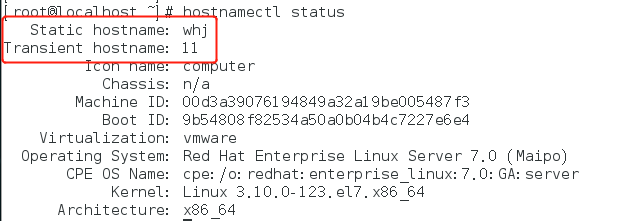 [root@localhost ~]# hostnamectl status
Static hostname: whj
Transient hostname: 11
Icon name: computer
Chassis: n/a
Machine ID: 00d3a39076194849a32a19be005487f3
Boot ID: 9b54808f82534a50a0b04b4c7227e6e4
Virtualization: vmware
Operating System: Red Hat Enterprise Linux Server 7.0 (Maipo)
CPE OS Name: cpe:/o:redhat:enterprise_linux:7.0:GA:server
Kernel: Linux 3.10.0-123.el7.x86_64
Architecture: x86_64